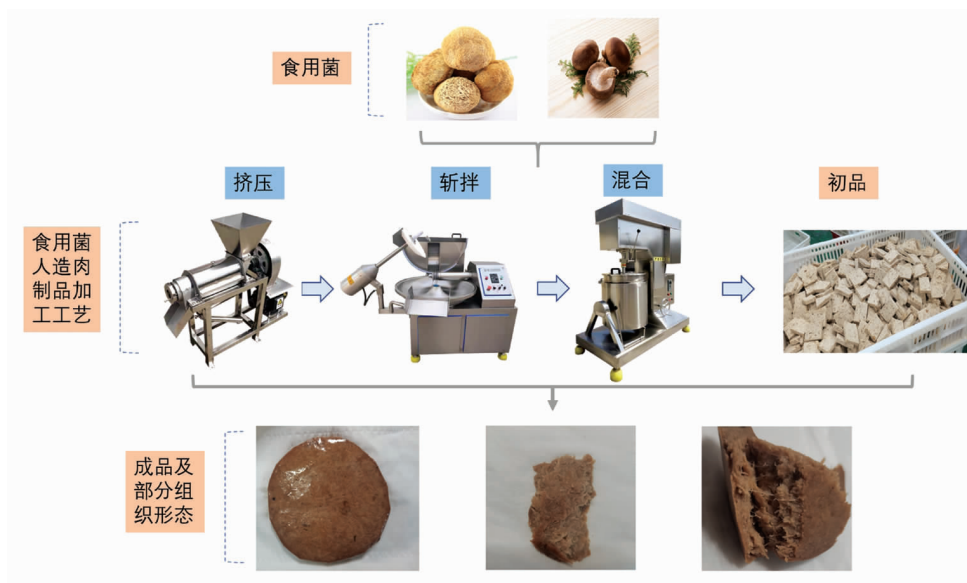 食用菌
挤压
斩拌
混合
初品
食用菌
人造肉
制品加
工工艺
成品及
部分组
织形态